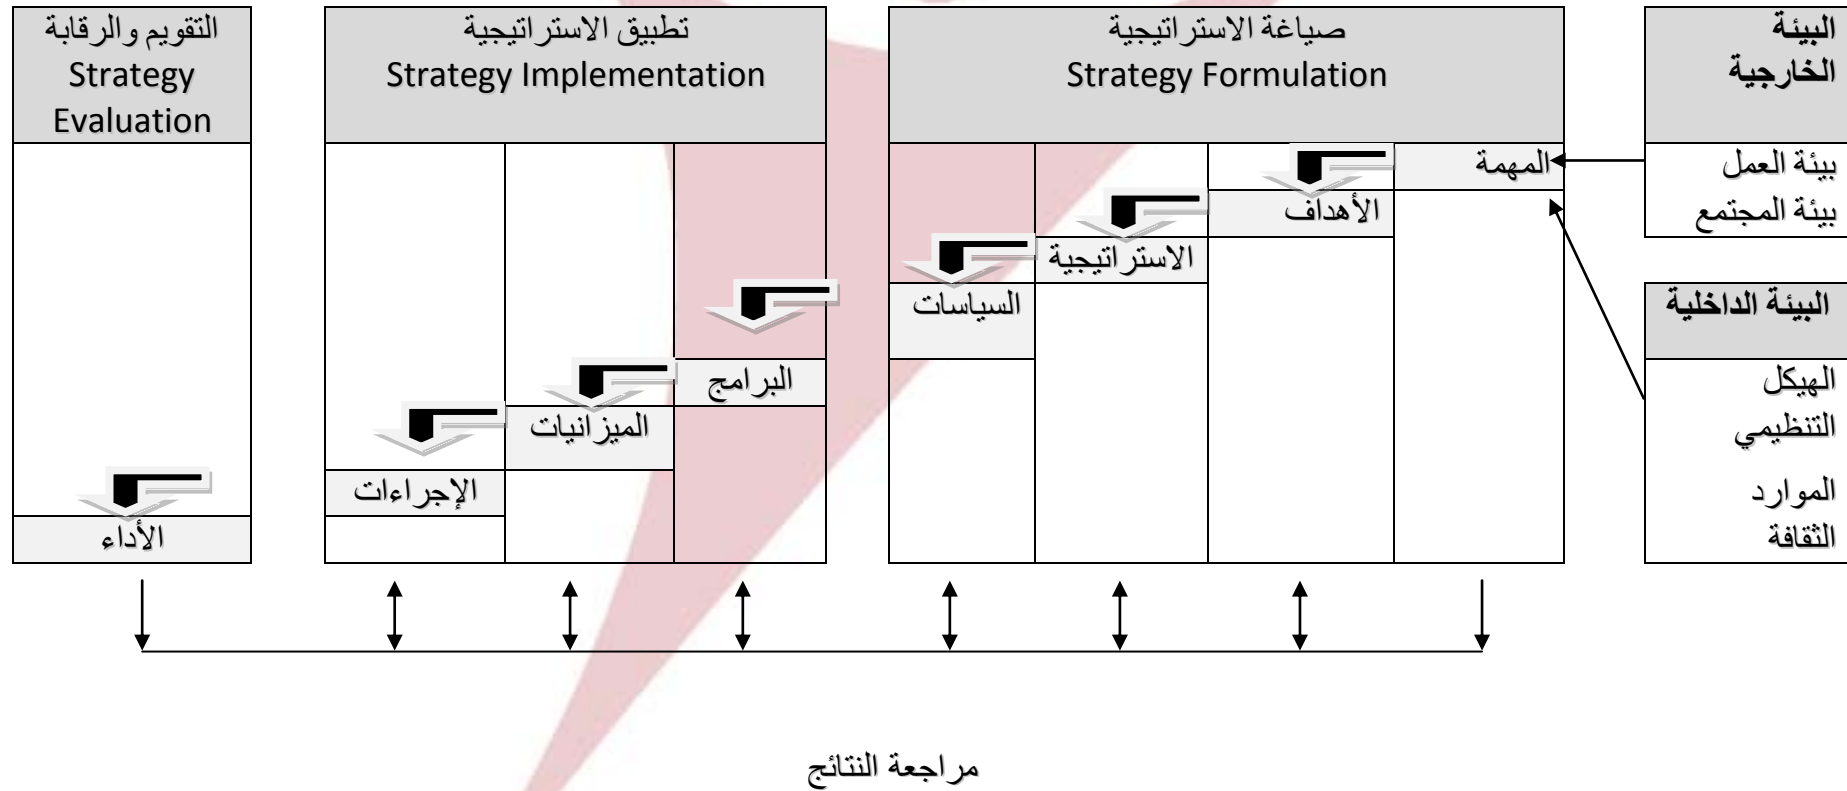 البيئة
الخارجية
بيئة العمل
بيئة المجتمع
البيئة الداخلية
الهيكل
التنظيمي
الموارد
الثقافة
صياغة الاستراتيجية
Strategy Formulation
المهمة
الأهداف
الاستراتيجية
السياسات
تطبيق الاستراتيجية
Strategy Implementation
البرامج
الميزانيات
الإجراءات
التقويم والرقابة
Strategy
Evaluation
الأداء
مراجعة النتائج